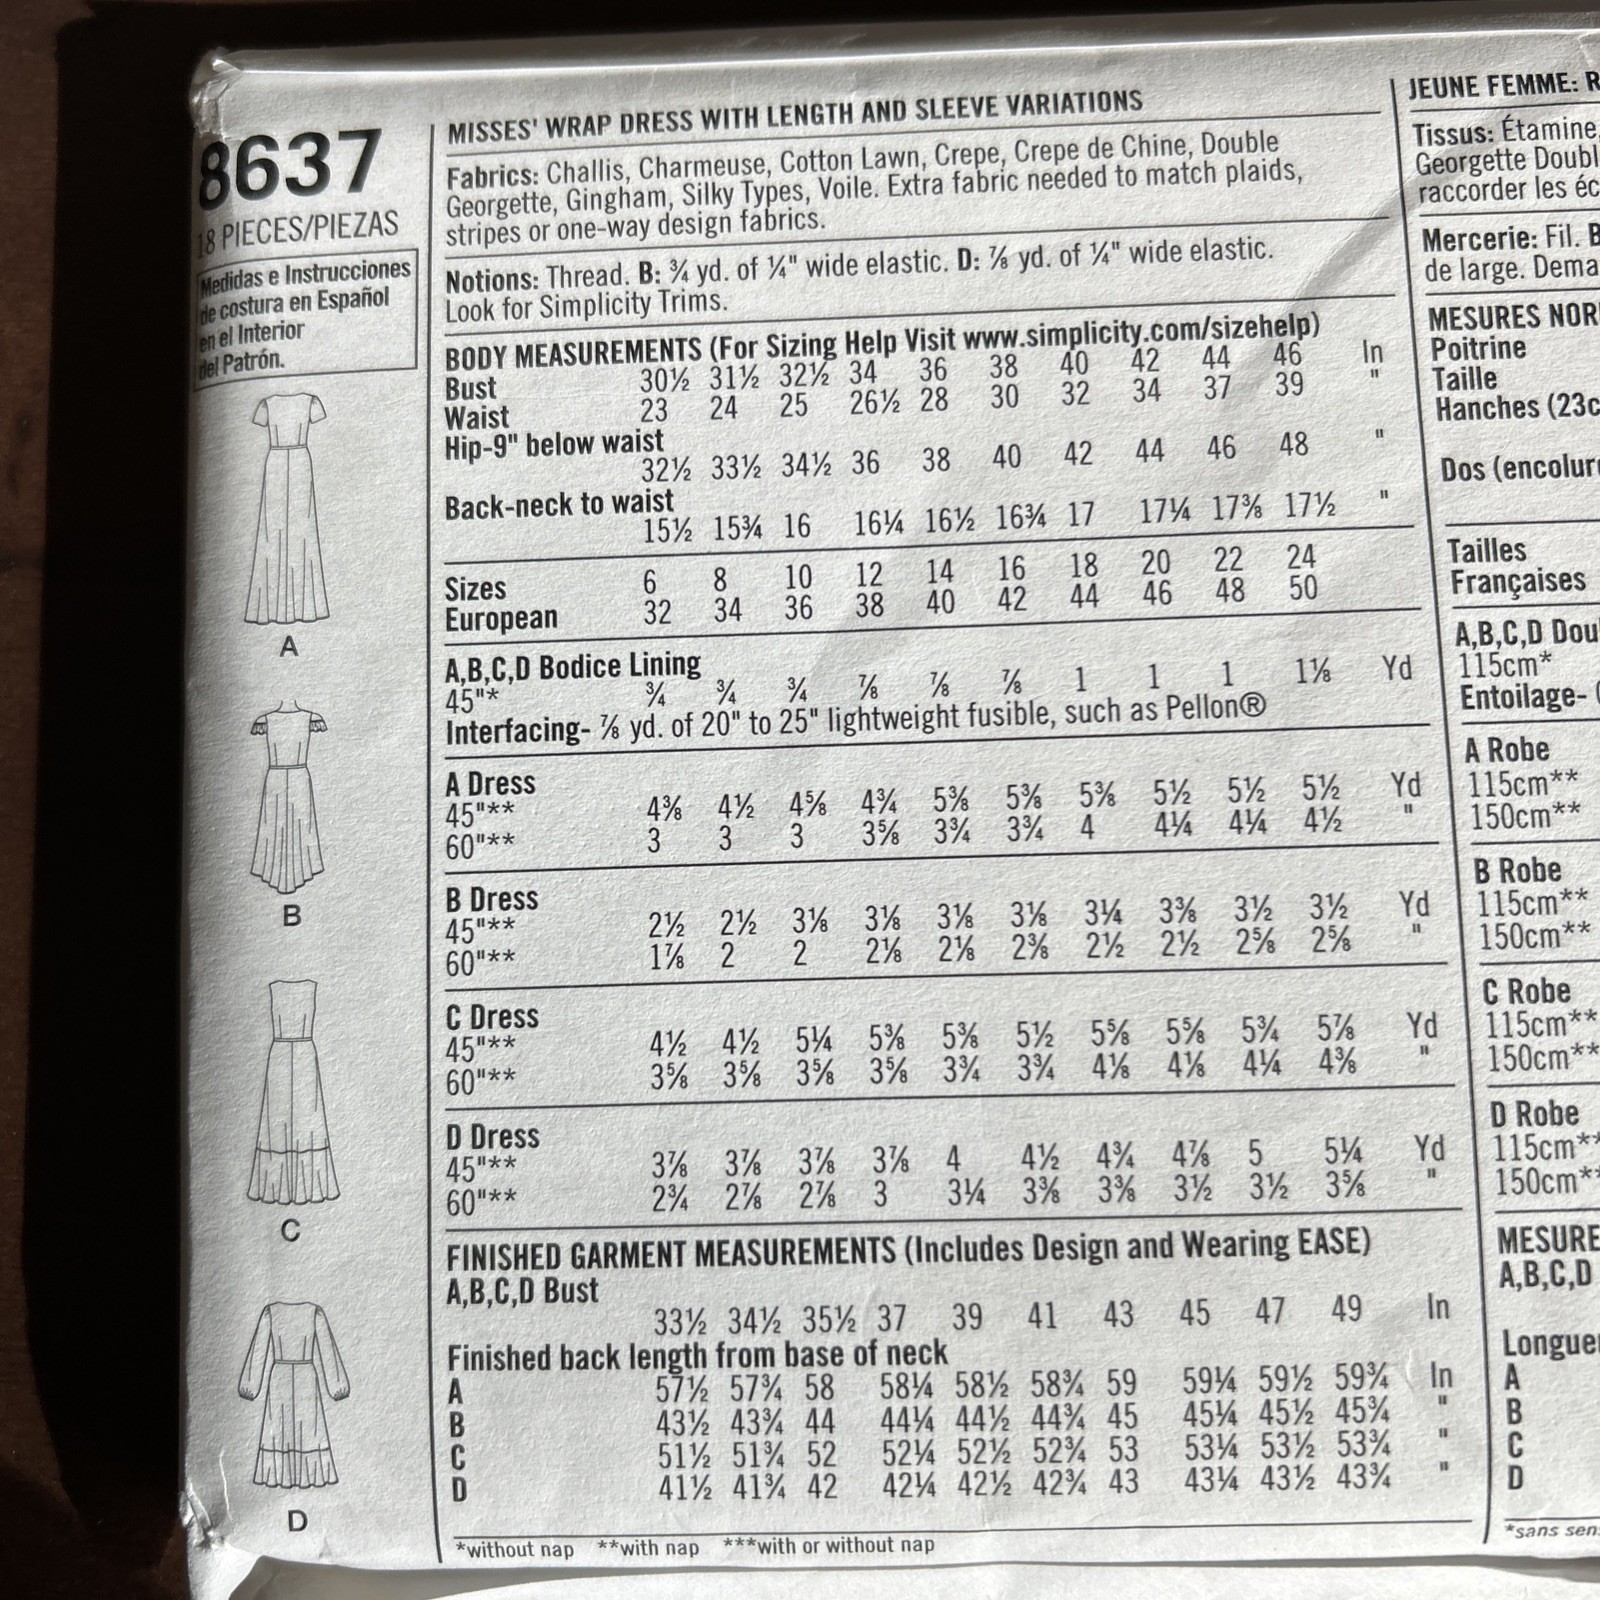 8637
18 PIECES/PIEZAS
Medidas e Instrucciones
de costura en Español
en el Interior
del Patrón.
A
B
C
D
MISSES' WRAP DRESS WITH LENGTH AND SLEEVE VARIATIONS
Fabrics: Challis, Charmeuse, Cotton Lawn, Crepe, Crepe de Chine, Double
Georgette, Gingham, Silky Types, Voile. Extra fabric needed to match plaids,
stripes or one-way design fabrics.
Notions: Thread. B: ¾ yd. of ¼" wide elastic. D: ⅞ yd. of ¼" wide elastic.
Look for Simplicity Trims.
BODY MEASUREMENTS (For Sizing Help Visit www.simplicity.com/sizehelp)
Bust 30½ 31½ 32½ 34 36 38 40 42 44 46 In
Waist 23 24 25 26½ 28 30 32 34 37 39 "
Hip-9" below waist
32½ 33½ 34½ 36 38 40 42 44 46 48 "
Back-neck to waist
15½ 15¾ 16 16¼ 16½ 16¾ 17 17¼ 17⅜ 17½ "
Sizes 6 8 10 12 14 16 18 20 22 24
European 32 34 36 38 40 42 44 46 48 50
A,B,C,D Bodice Lining
45"* ¾ ¾ ¾ ⅞ ⅞ ⅞ 1 1 1 1⅛ Yd
Interfacing- ⅞ yd. of 20" to 25" lightweight fusible, such as Pellon®
A Dress
45"** 4⅜ 4½ 4⅝ 4¾ 5⅜ 5⅜ 5⅜ 5½ 5½ 5½ Yd
60"** 3 3 3 3⅝ 3¾ 3¾ 4 4¼ 4¼ 4½ "
B Dress
45"** 2½ 2½ 3⅛ 3⅛ 3⅛ 3⅛ 3¼ 3⅜ 3½ 3½ Yd
60"** 1⅞ 2 2 2⅛ 2⅛ 2⅜ 2½ 2½ 2⅝ 2⅝ "
C Dress
45"** 4½ 4½ 5¼ 5⅜ 5⅜ 5½ 5⅝ 5⅝ 5¾ 5⅞ Yd
60"** 3⅝ 3⅝ 3⅝ 3⅝ 3¾ 3¾ 4⅛ 4⅛ 4¼ 4⅜ "
D Dress
45"** 3⅞ 3⅞ 3⅞ 3⅞ 4 4½ 4¾ 4⅞ 5 5¼ Yd
60"** 2¾ 2⅞ 2⅞ 3 3¼ 3⅜ 3⅜ 3½ 3½ 3⅝ "
FINISHED GARMENT MEASUREMENTS (Includes Design and Wearing EASE)
A,B,C,D Bust
33½ 34½ 35½ 37 39 41 43 45 47 49 In
Finished back length from base of neck
A 57½ 57¾ 58 58¼ 58½ 58¾ 59 59¼ 59½ 59¾ In
B 43½ 43¾ 44 44¼ 44½ 44¾ 45 45¼ 45½ 45¾ "
C 51½ 51¾ 52 52¼ 52½ 52¾ 53 53¼ 53½ 53¾ "
D 41½ 41¾ 42 42¼ 42½ 42¾ 43 43¼ 43½ 43¾ "
*without nap **with nap ***with or without nap
JEUNE FEMME: R
Tissus: Étamine,
Georgette Doubl
raccorder les éc
Mercerie: Fil. B
de large. Dema
MESURES NOR
Poitrine
Taille
Hanches (23c
Dos (encolur
Tailles
Françaises
A,B,C,D Dou
115cm*
Entoilage- (
A Robe
115cm**
150cm**
B Robe
115cm**
150cm**
C Robe
115cm**
150cm**
D Robe
115cm**
150cm**
MESURE
A,B,C,D
Longue
A
B
C
D
*sans sens